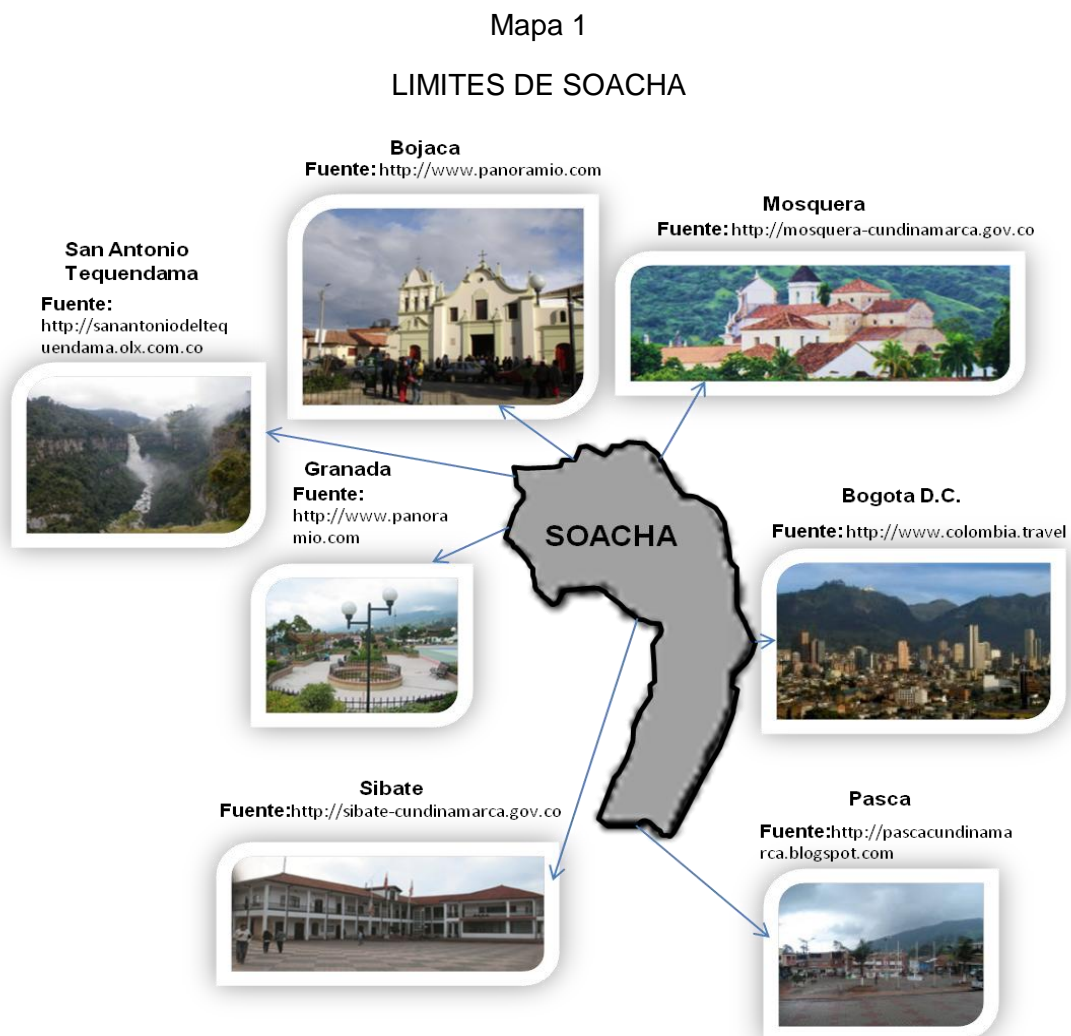 Mapa 1
LIMITES DE SOACHA
Bojaca
Fuente: http://www.panoramio.com
Mosquera
Fuente: http://mosquera-cundinamarca.gov.co
San Antonio
Tequendama
Fuente:
http://sanantoniodelteq
uendama.olx.com.co
Granada
Fuente:
http://www.panora
mio.com
SOACHA
Bogota D.C.
Fuente: http://www.colombia.travel
Sibate
Fuente:http://sibate-cundinamarca.gov.co
Pasca
Fuente:http://pascacundinama
rca.blogspot.com